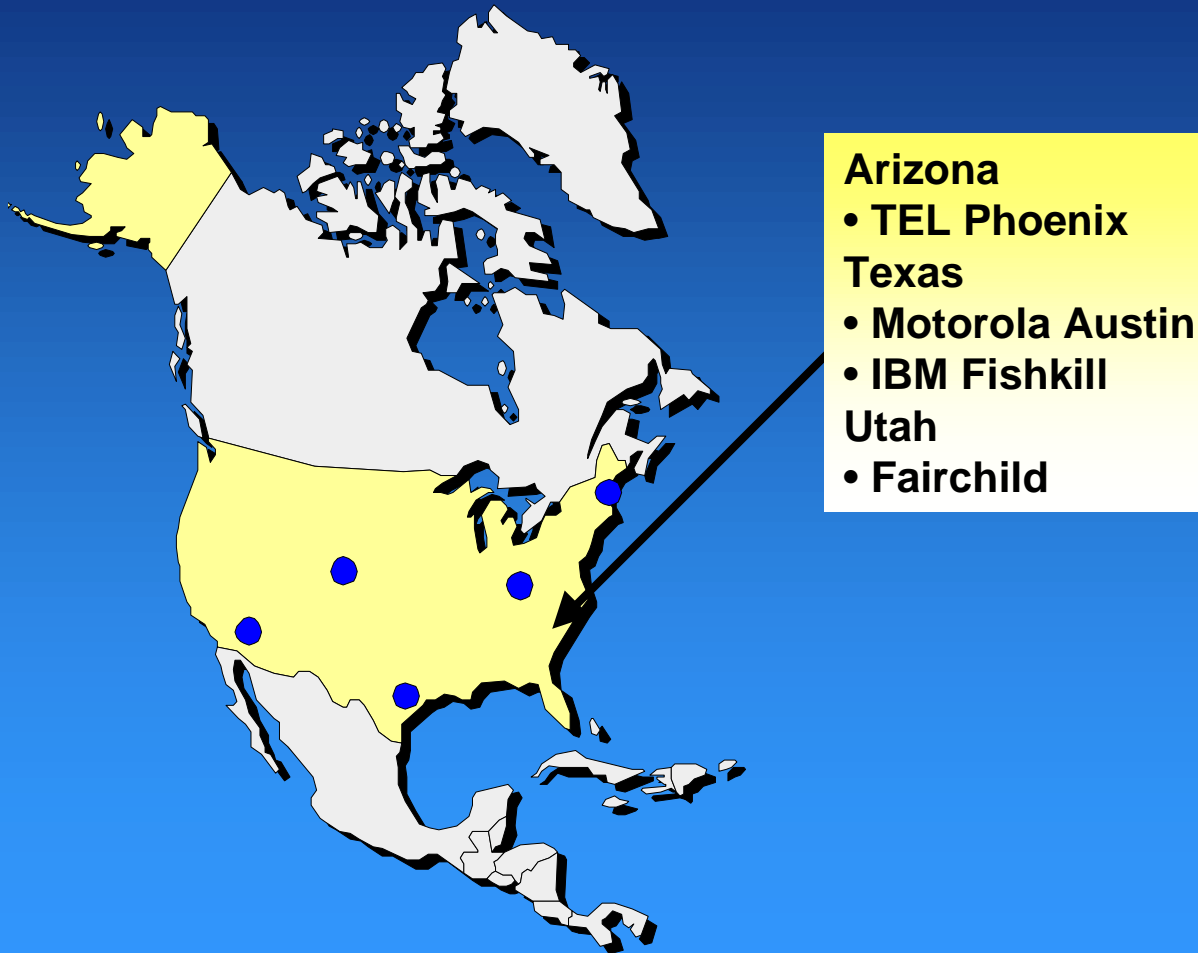 Arizona
• TEL Phoenix
Texas
• Motorola Austin
• IBM Fishkill
Utah
• Fairchild